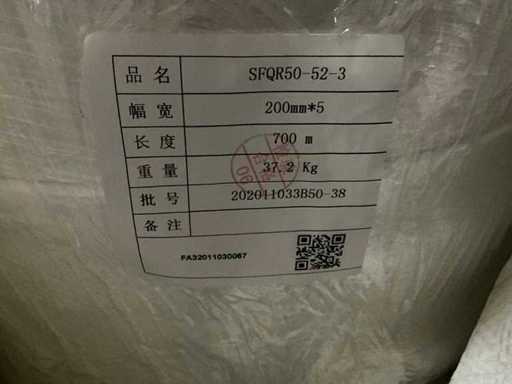 品名 SFQR50-52-3
幅宽 200mm*5
长度 700 m
重量 37.2 Kg
批号 202011033B50-38
备注
FA32011030067